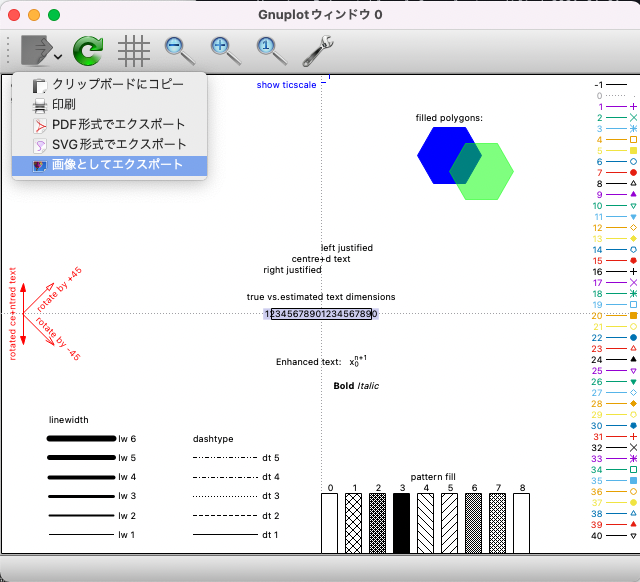 Gnuplotウィンドウ 0
クリップボードにコピー
印刷
PDF形式でエクスポート
SVG形式でエクスポート
画像としてエクスポート
show ticscale
filled polygons:
left justified
centre+d text
right justified
true vs.estimated text dimensions
12345678901234567890
rotated ce+ntred text
rotate by +45
rotate by -45
Enhanced text: x0n+1
Bold Italic
linewidth
lw 6
lw 5
lw 4
lw 3
lw 2
lw 1
dashtype
dt 5
dt 4
dt 3
dt 2
dt 1
pattern fill
0 1 2 3 4 5 6 7 8
-1
0
1
2
3
4
5
6
7
8
9
10
11
12
13
14
15
16
17
18
19
20
21
22
23
24
25
26
27
28
29
30
31
32
33
34
35
36
37
38
39
40